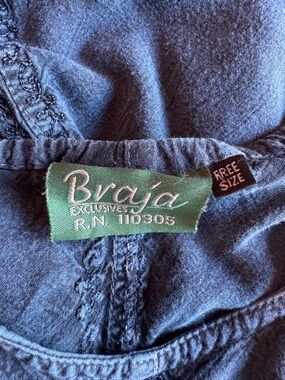 Braja
EXCLUSIVES
R.N. 110305
FREE
SIZE